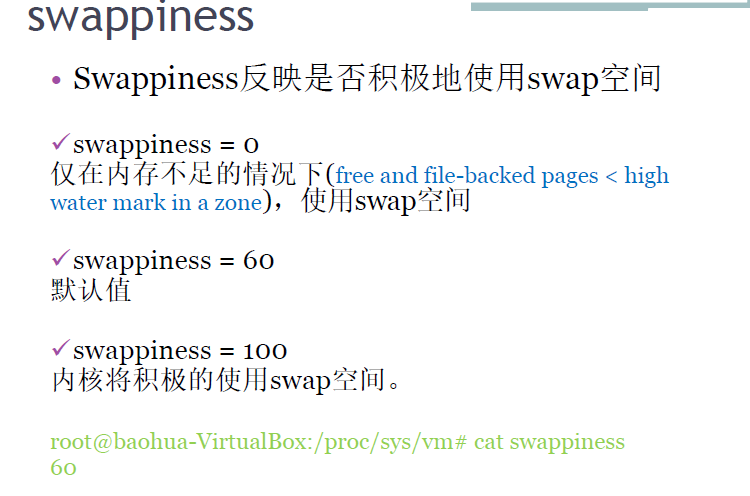 swappiness
• Swappiness反映是否积极地使用swap空间
✓swappiness = 0
仅在内存不足的情况下(free and file-backed pages < high
water mark in a zone)，使用swap空间
✓swappiness = 60
默认值
✓swappiness = 100
内核将积极的使用swap空间。
root@baohua-VirtualBox:/proc/sys/vm# cat swappiness
60